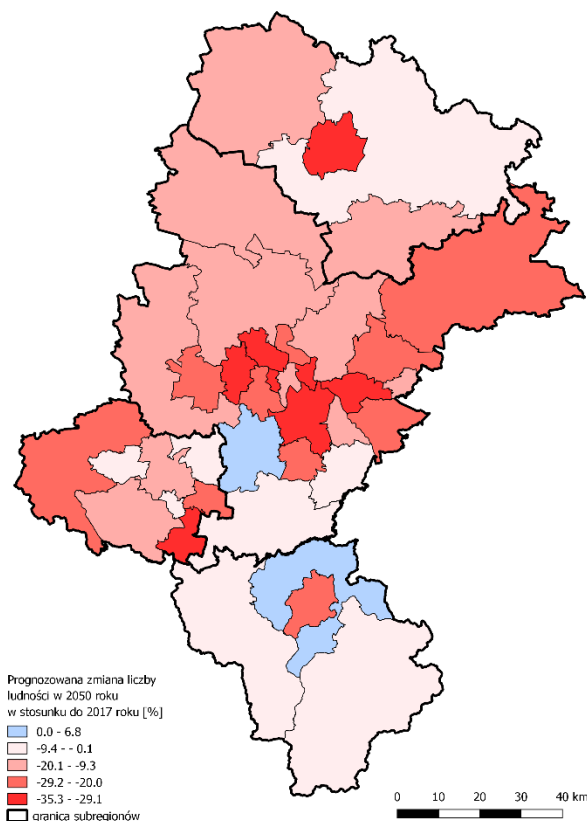 Prognozowana zmiana liczby
ludności w 2050 roku
w stosunku do 2017 roku [%]
0.0 - 6.8
-9.4 - - 0.1
-20.1 - -9.3
-29.2 - -20.0
-35.3 - -29.1
granica subregionów
0 10 20 30 40 km